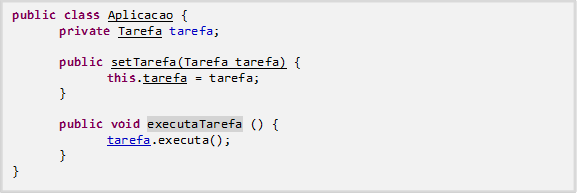 public class Aplicacao {
private Tarefa tarefa;
public setTarefa(Tarefa tarefa) {
this.tarefa = tarefa;
}
public void executaTarefa () {
tarefa.executa();
}
}